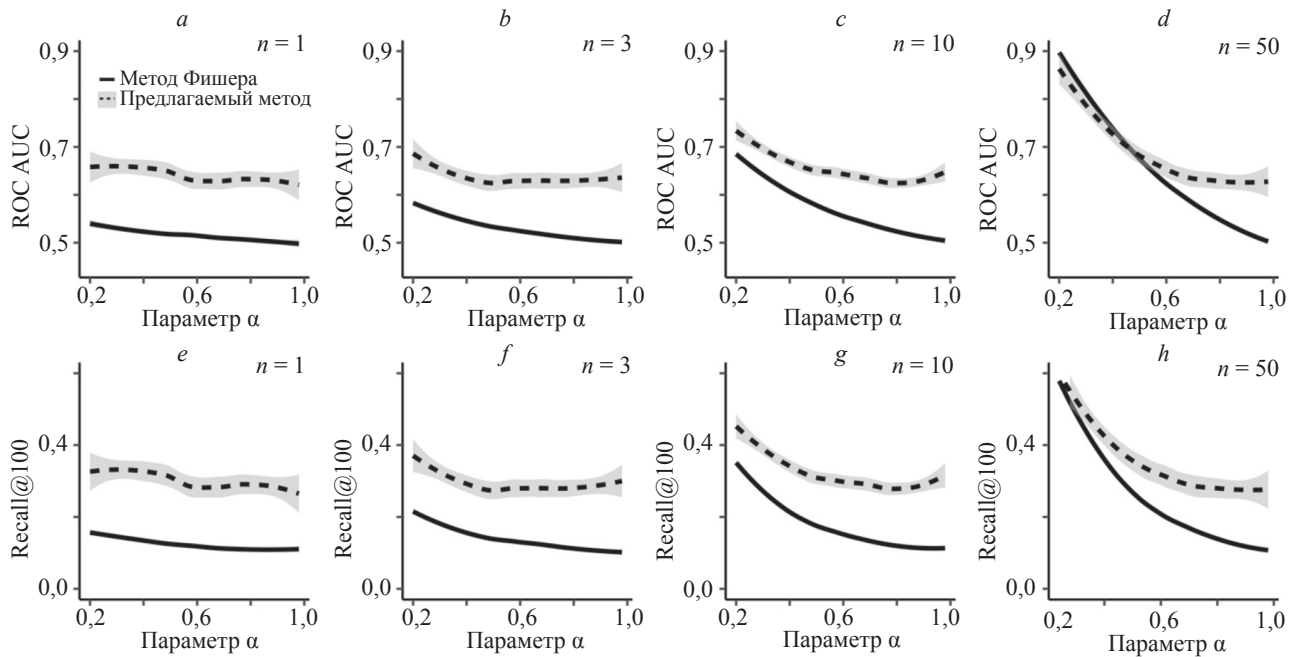 a
n = 1
0,9
Метод Фишера
Предлагаемый метод
0,7
0,5
ROC AUC
0,2
0,6
1,0
Параметр α
b
n = 3
0,9
0,7
0,5
ROC AUC
0,2
0,6
1,0
Параметр α
c
n = 10
0,9
0,7
0,5
ROC AUC
0,2
0,6
1,0
Параметр α
d
n = 50
0,9
0,7
0,5
ROC AUC
0,2
0,6
1,0
Параметр α
e
n = 1
0,4
0,0
Recall@100
0,2
0,6
1,0
Параметр α
f
n = 3
0,4
0,0
Recall@100
0,2
0,6
1,0
Параметр α
g
n = 10
0,4
0,0
Recall@100
0,2
0,6
1,0
Параметр α
h
n = 50
0,4
0,0
Recall@100
0,2
0,6
1,0
Параметр α